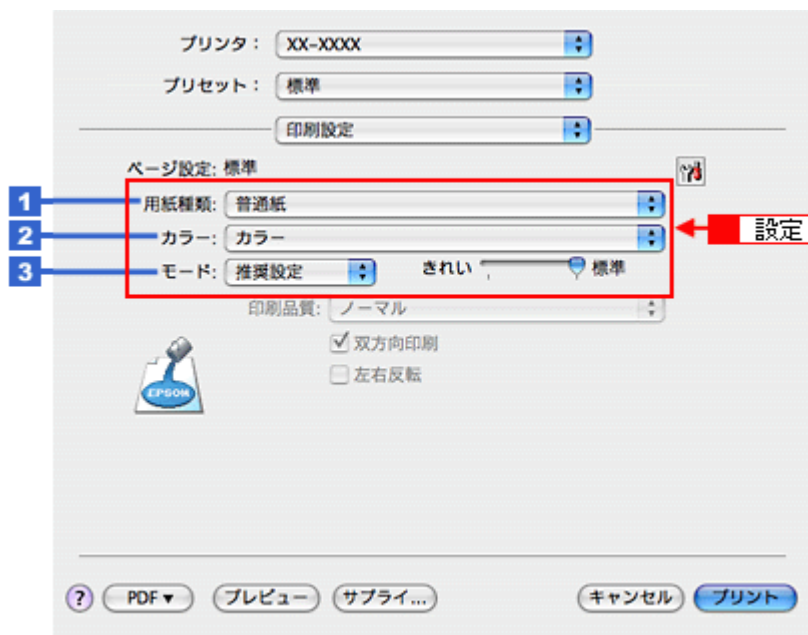 プリンタ： XX-XXXX
プリセット： 標準
印刷設定
ページ設定: 標準
1 用紙種類: 普通紙
設定
2 カラー: カラー
3 モード: 推奨設定 きれい 標準
印刷品質: ノーマル
双方向印刷
左右反転
EPSON
? PDF▼ プレビュー サプライ... キャンセル プリント